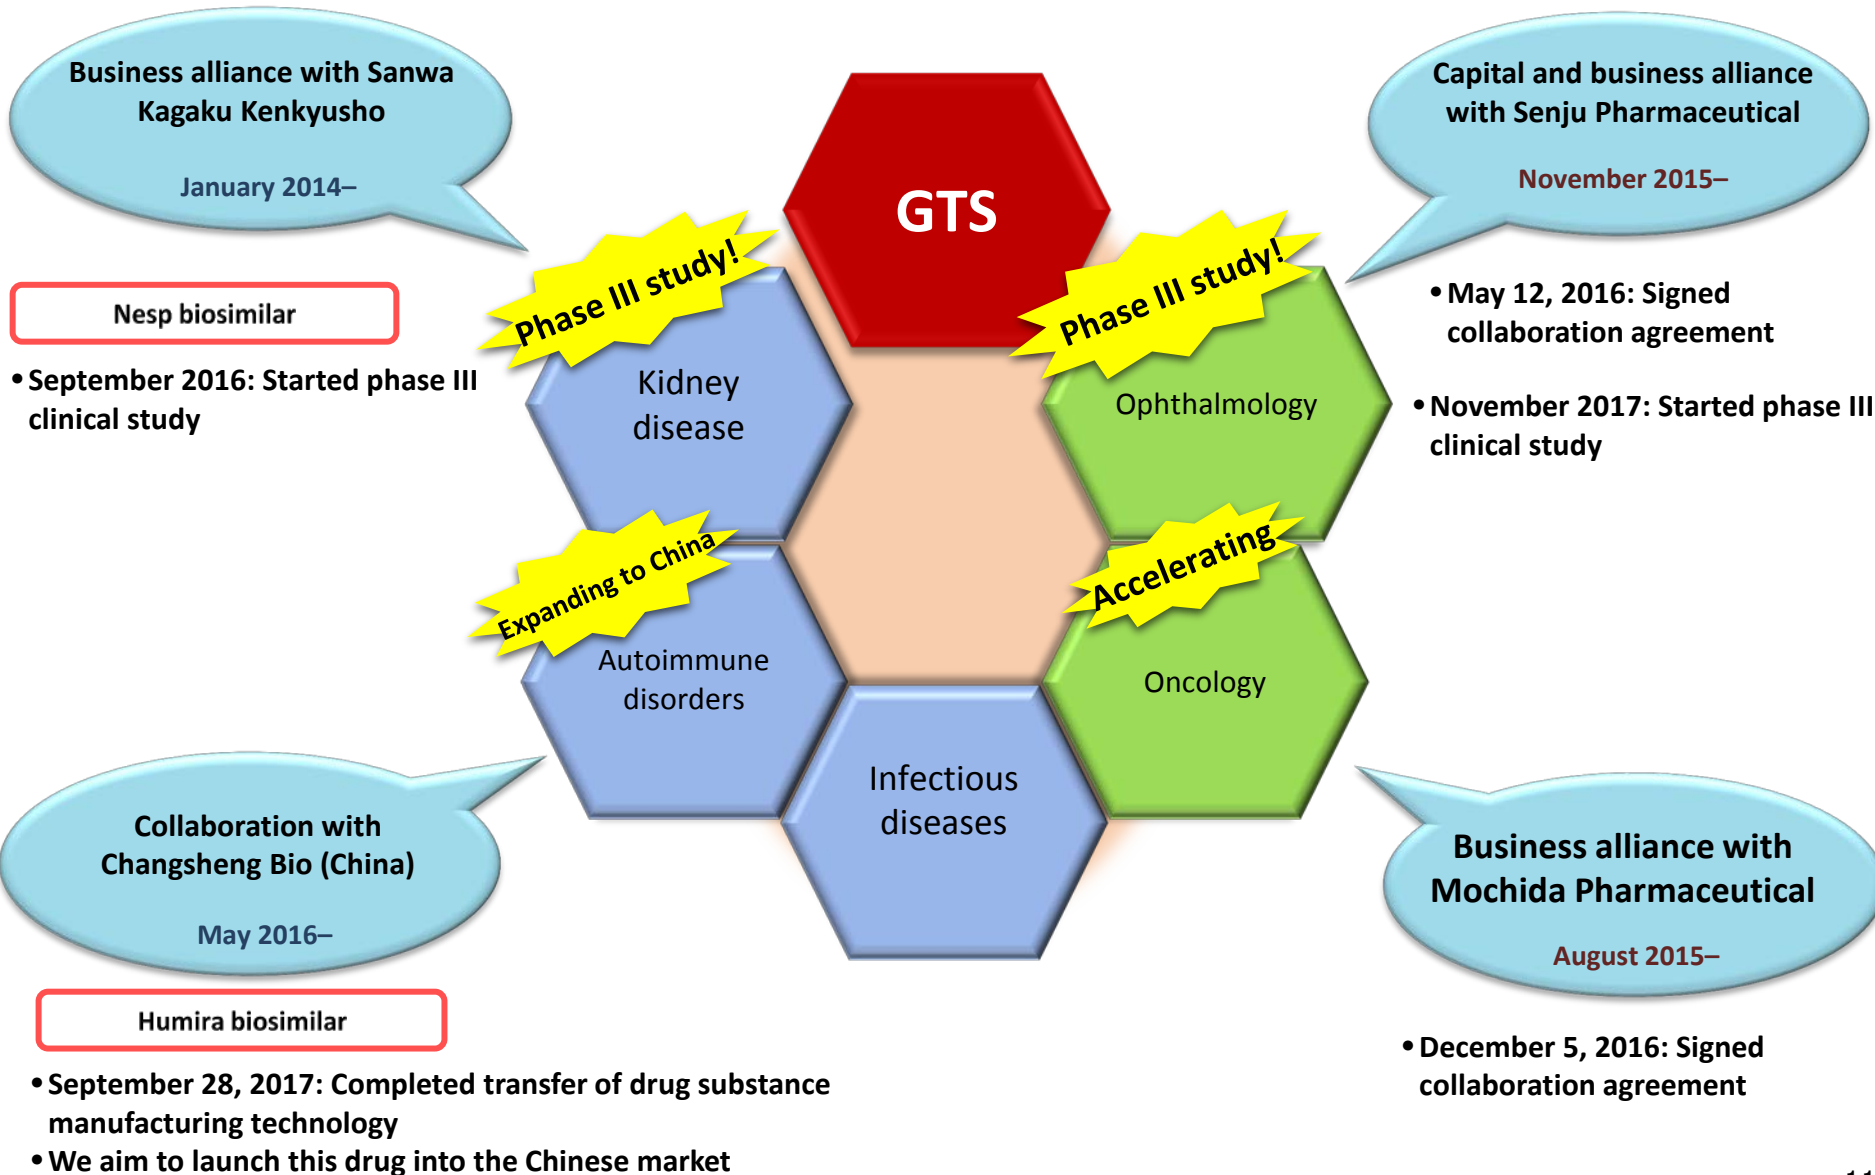 Business alliance with Sanwa
Kagaku Kenkyusho
January 2014–
Nesp biosimilar
• September 2016: Started phase III
clinical study
GTS
Capital and business alliance
with Senju Pharmaceutical
November 2015–
• May 12, 2016: Signed
collaboration agreement
• November 2017: Started phase III
clinical study
Phase III study!
Kidney
disease
Phase III study!
Ophthalmology
Expanding to China
Autoimmune
disorders
Accelerating
Oncology
Infectious
diseases
Collaboration with
Changsheng Bio (China)
May 2016–
Humira biosimilar
• September 28, 2017: Completed transfer of drug substance
manufacturing technology
• We aim to launch this drug into the Chinese market
Business alliance with
Mochida Pharmaceutical
August 2015–
• December 5, 2016: Signed
collaboration agreement